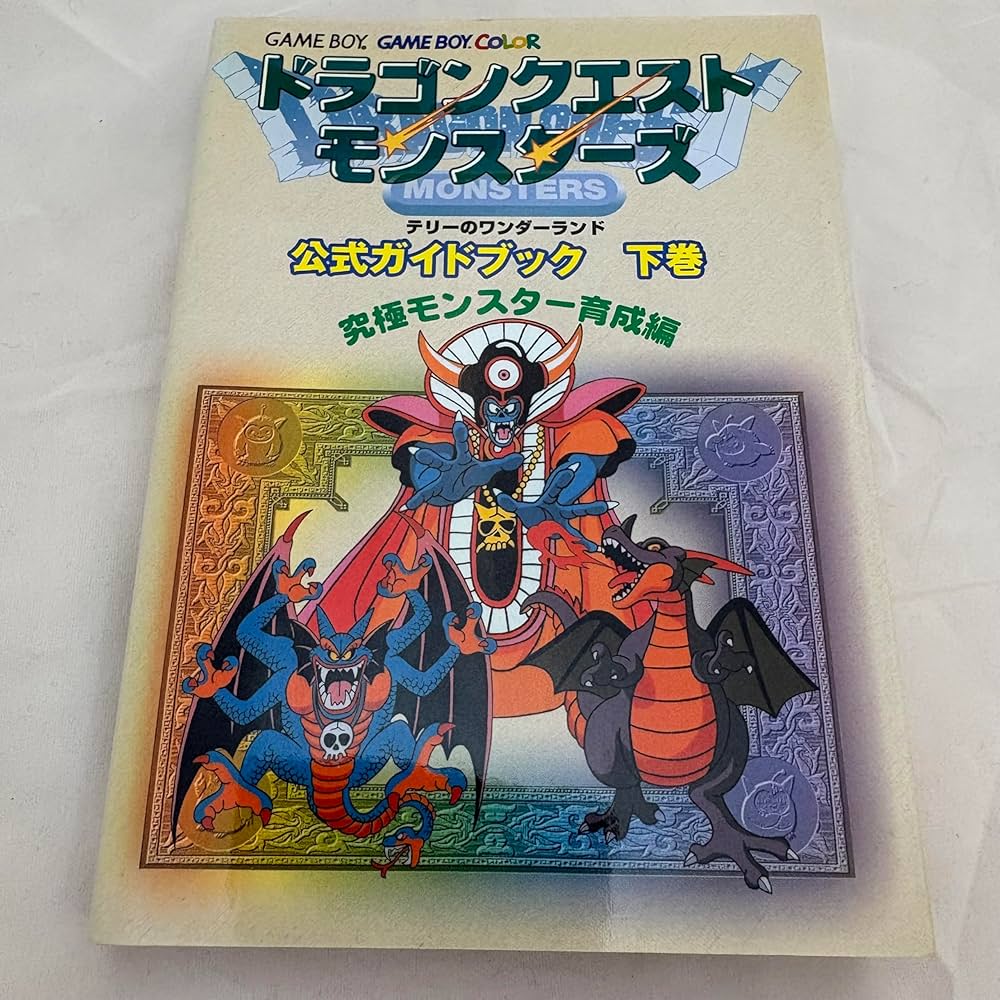 GAME BOY. GAME BOY COLOR
ドラゴンクエスト
モンスターズ
MONSTERS
テリーのワンダーランド
公式ガイドブック 下巻
究極モンスター育成編